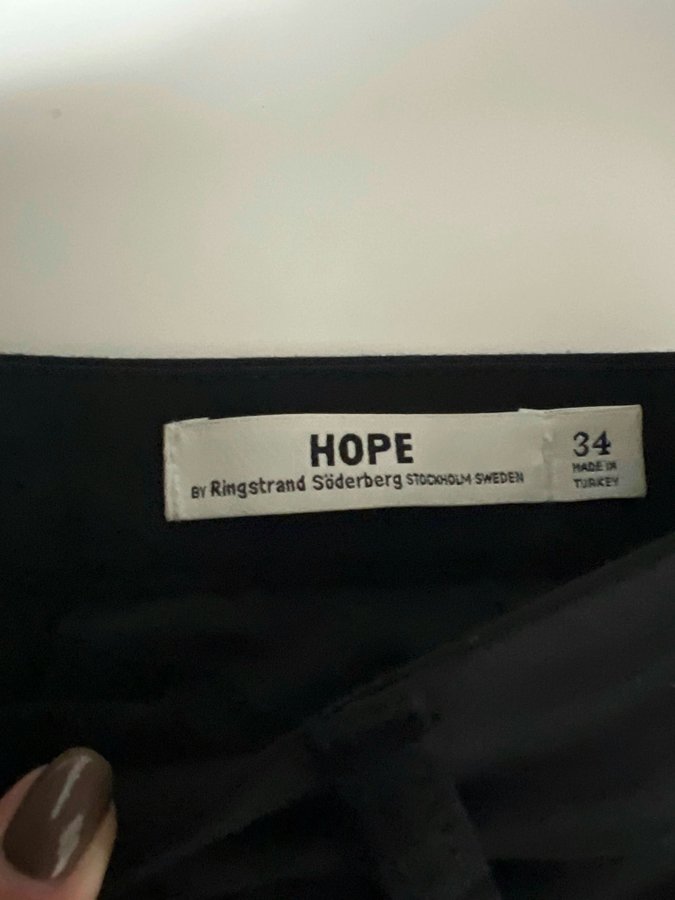 HOPE
BY Ringstrand Söderberg STOCKHOLM SWEDEN
34
MADE IN
TURKEY